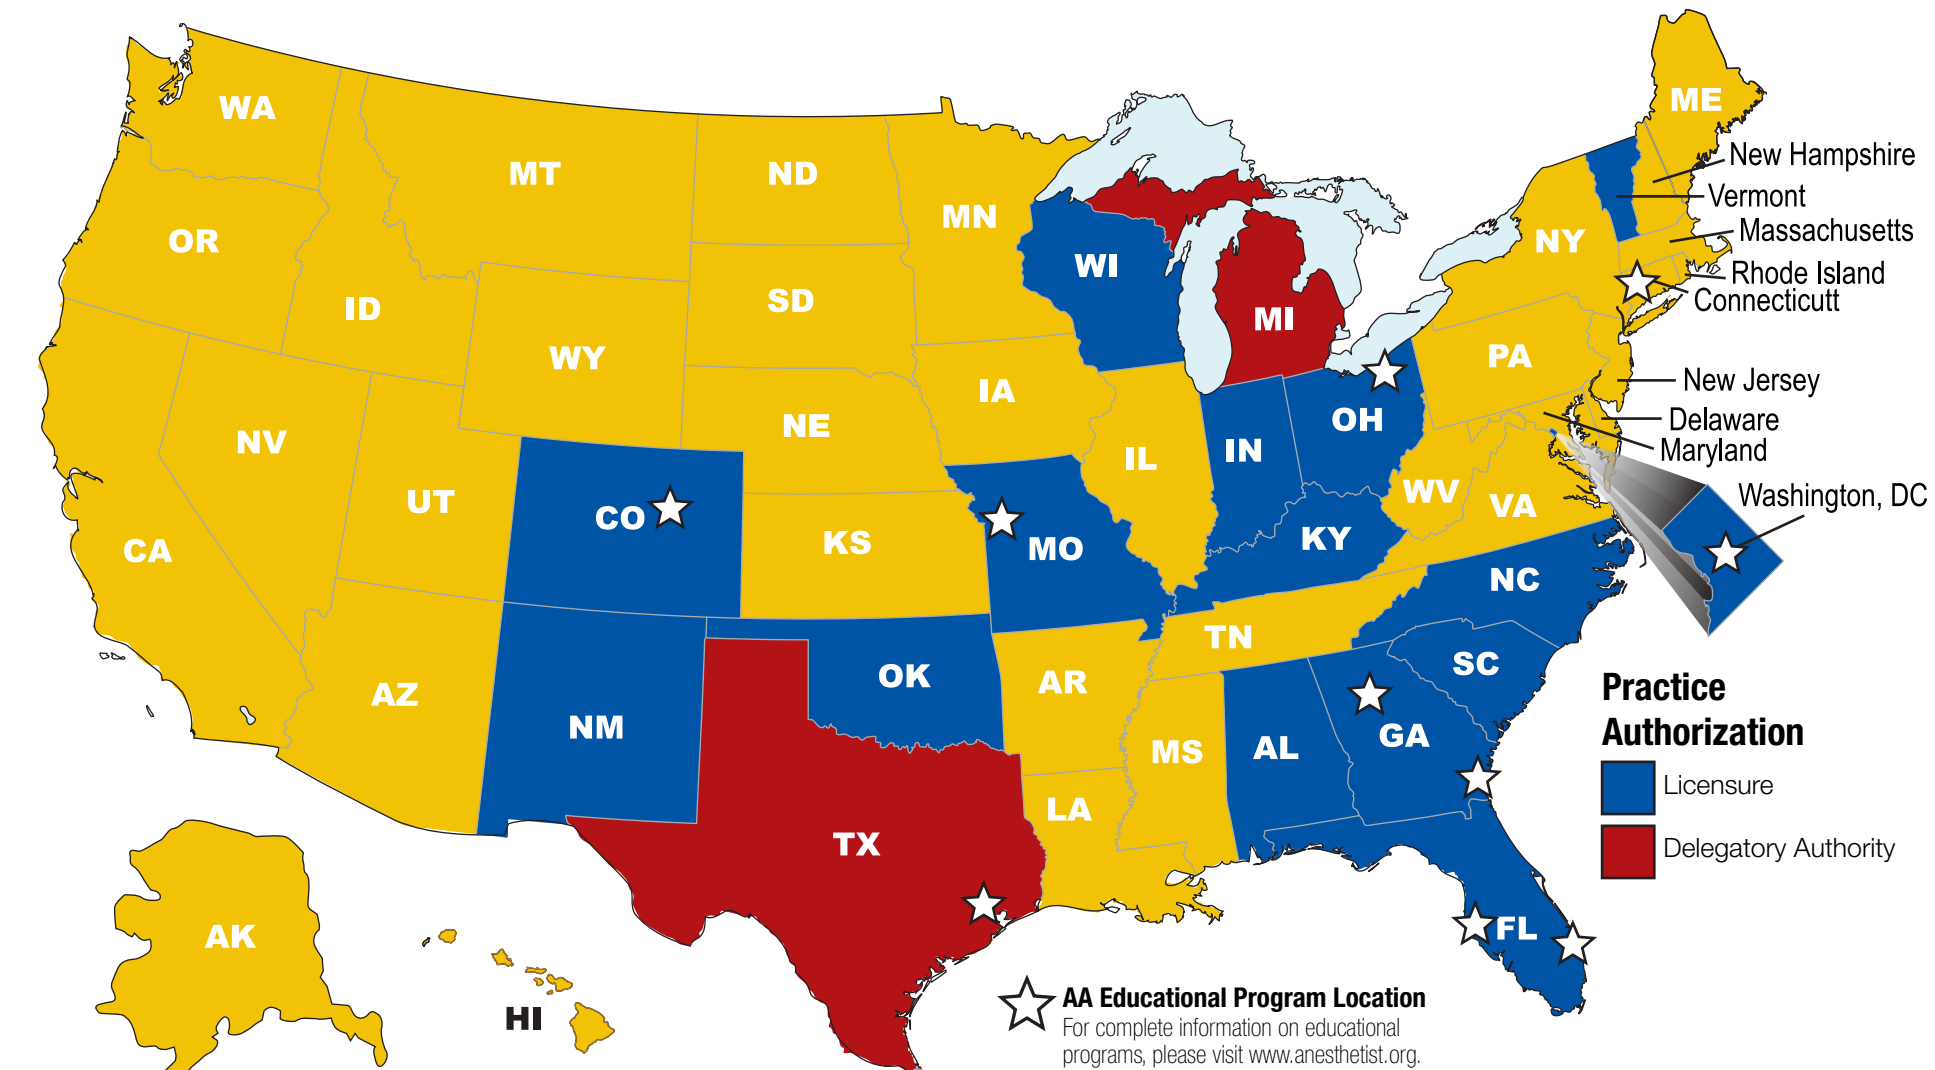 WA
MT
ND
MN
ME
New Hampshire
Vermont
Massachusetts
Rhode Island
Connecticutt
OR
ID
SD
WI
MI
NY
WY
IA
PA
New Jersey
Delaware
Maryland
Washington, DC
NV
UT
NE
IL
IN
OH
WV
VA
CA
CO
KS
MO
KY
NC
TN
SC
AZ
NM
OK
AR
MS
AL
GA
TX
LA
FL
AK
HI
Practice
Authorization
Licensure
Delegatory Authority
AA Educational Program Location
For complete information on educational
programs, please visit www.anesthetist.org.